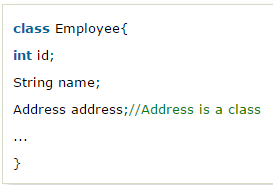 class Employee{
int id;
String name;
Address address;//Address is a class
...
}